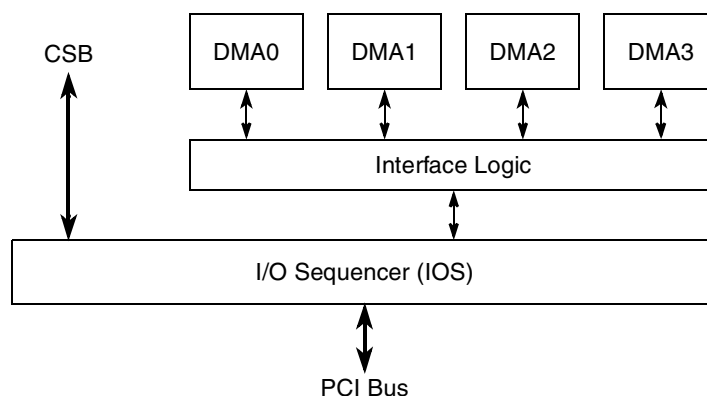 CSB
DMA0 DMA1 DMA2 DMA3
Interface Logic
I/O Sequencer (IOS)
PCI Bus